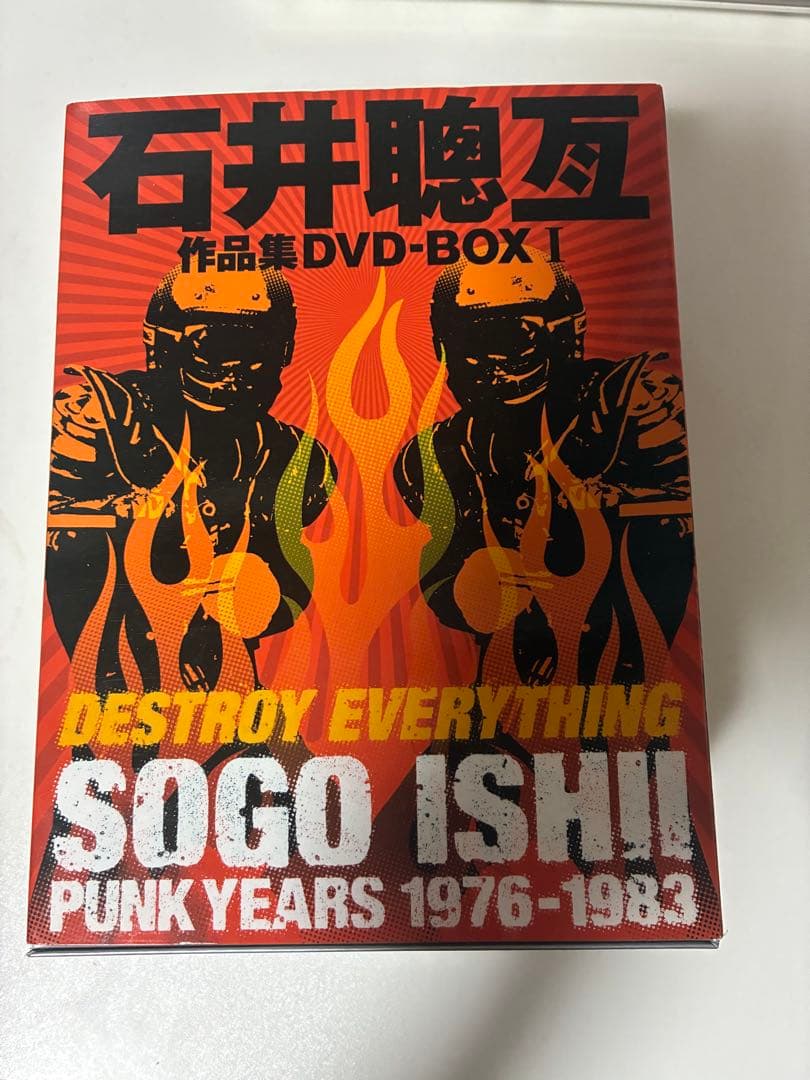 石井聰亙
作品集DVD-BOX I
DESTROY EVERYTHING
SOGO ISHII
PUNK YEARS 1976-1983